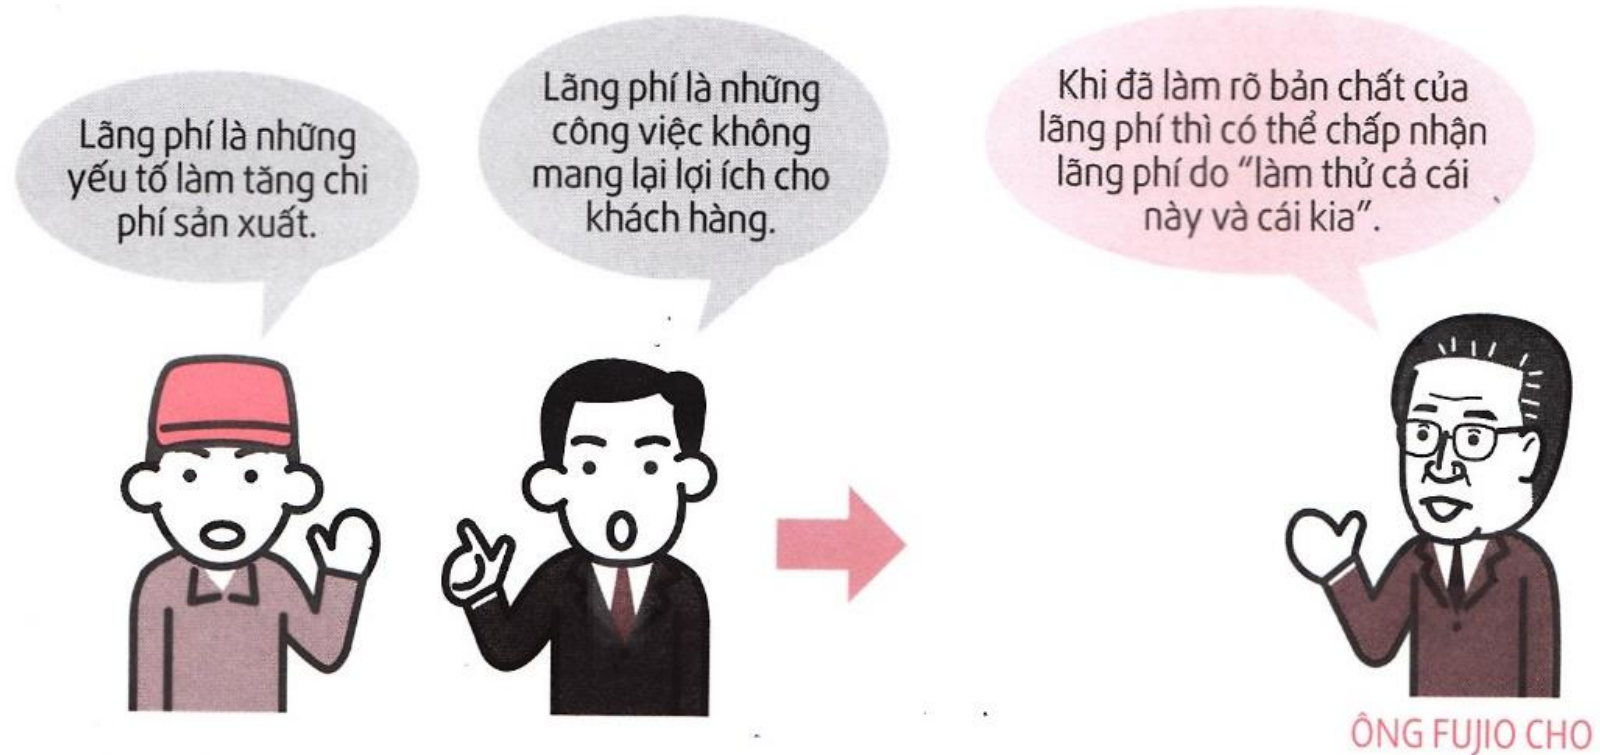 Lãng phí là những
yếu tố làm tăng chi
phí sản xuất.
Lãng phí là những
công việc không
mang lại lợi ích cho
khách hàng.
Khi đã làm rõ bản chất của
lãng phí thì có thể chấp nhận
lãng phí do “làm thử cả cái
này và cái kia”.
ÔNG FUJIO CHO